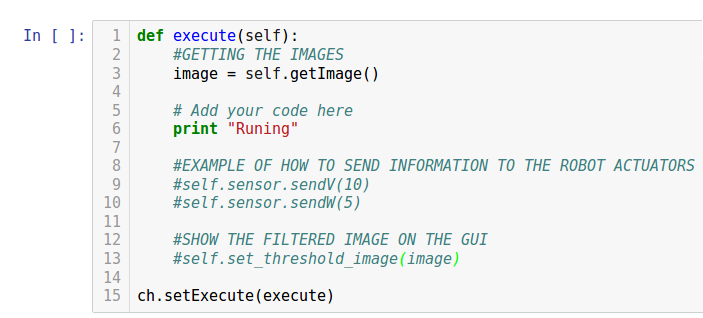 In [ ]:
1 def execute(self):
2 #GETTING THE IMAGES
3 image = self.getImage()
4
5 # Add your code here
6 print "Runing"
7
8 #EXAMPLE OF HOW TO SEND INFORMATION TO THE ROBOT ACTUATORS
9 #self.sensor.sendV(10)
10 #self.sensor.sendW(5)
11
12 #SHOW THE FILTERED IMAGE ON THE GUI
13 #self.set_threshold_image(image)
14
15 ch.setExecute(execute)